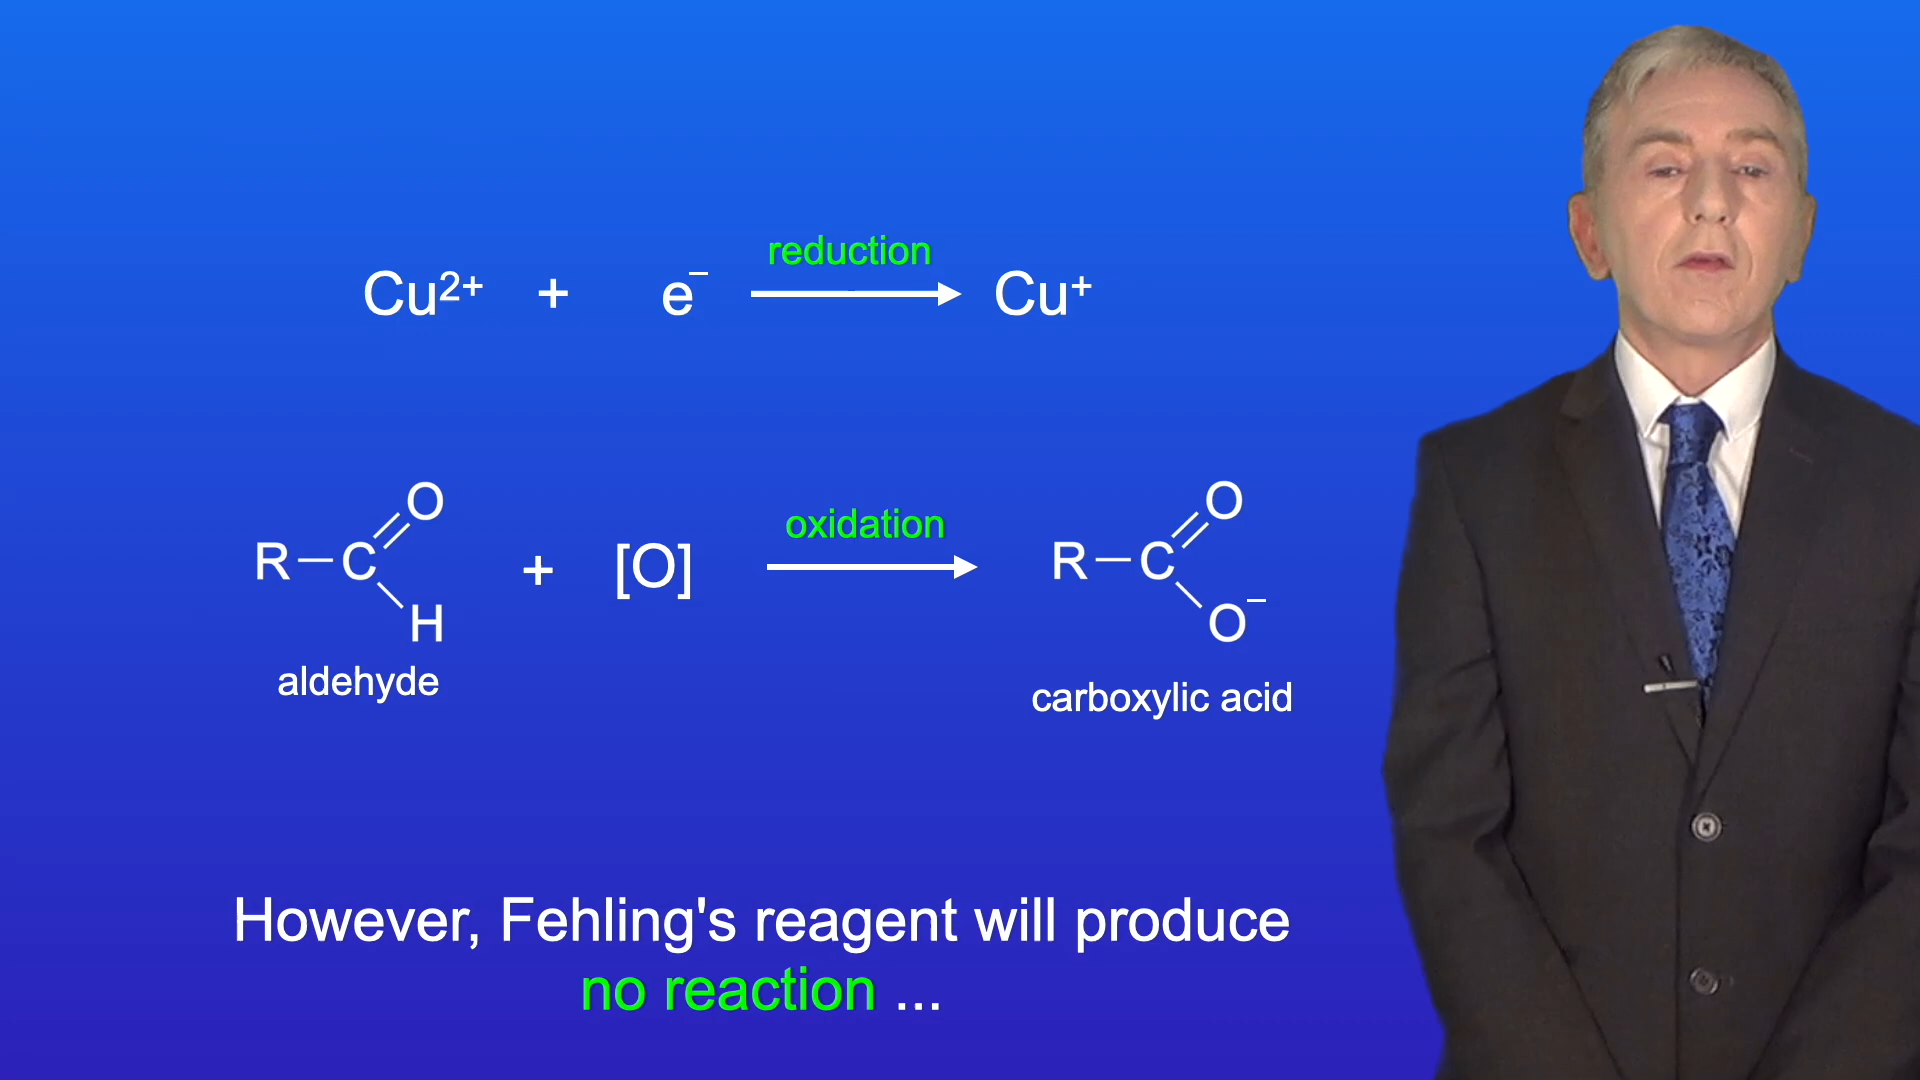 reduction
Cu²⁺ + e⁻ → Cu⁺
O O
oxidation
R–C + [O] → R–C
H O⁻
aldehyde
carboxylic acid
However, Fehling's reagent will produce
no reaction ...